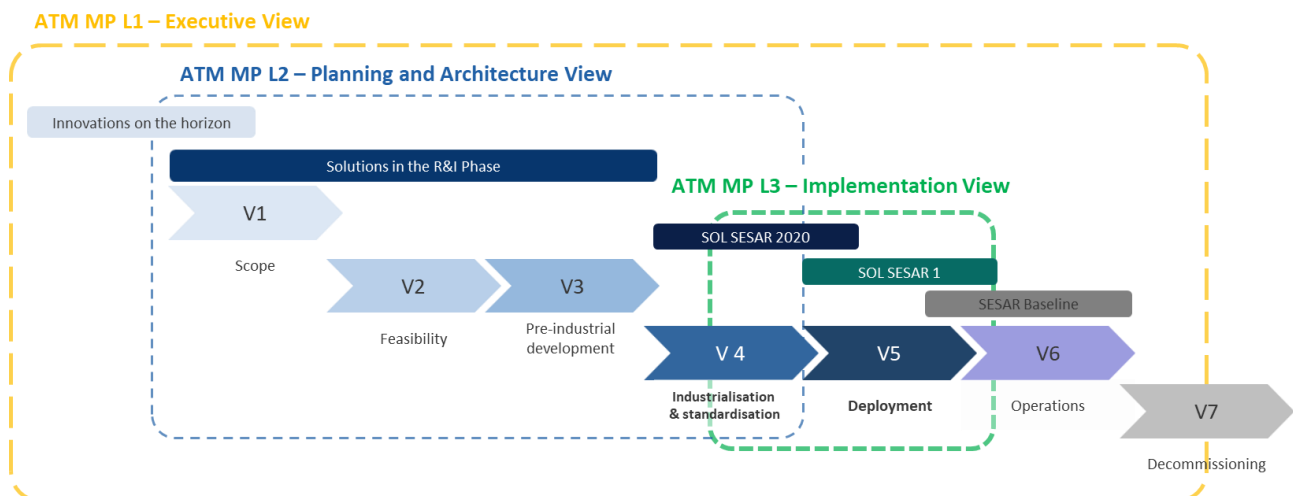 ATM MP L1 – Executive View
ATM MP L2 – Planning and Architecture View
Innovations on the horizon
Solutions in the R&I Phase
ATM MP L3 – Implementation View
V1
SOL SESAR 2020
Scope
SOL SESAR 1
V2
V3
SESAR Baseline
Feasibility
Pre-industrial
development
V 4
V5
V6
Industrialisation
& standardisation
Deployment
Operations
V7
Decommissioning